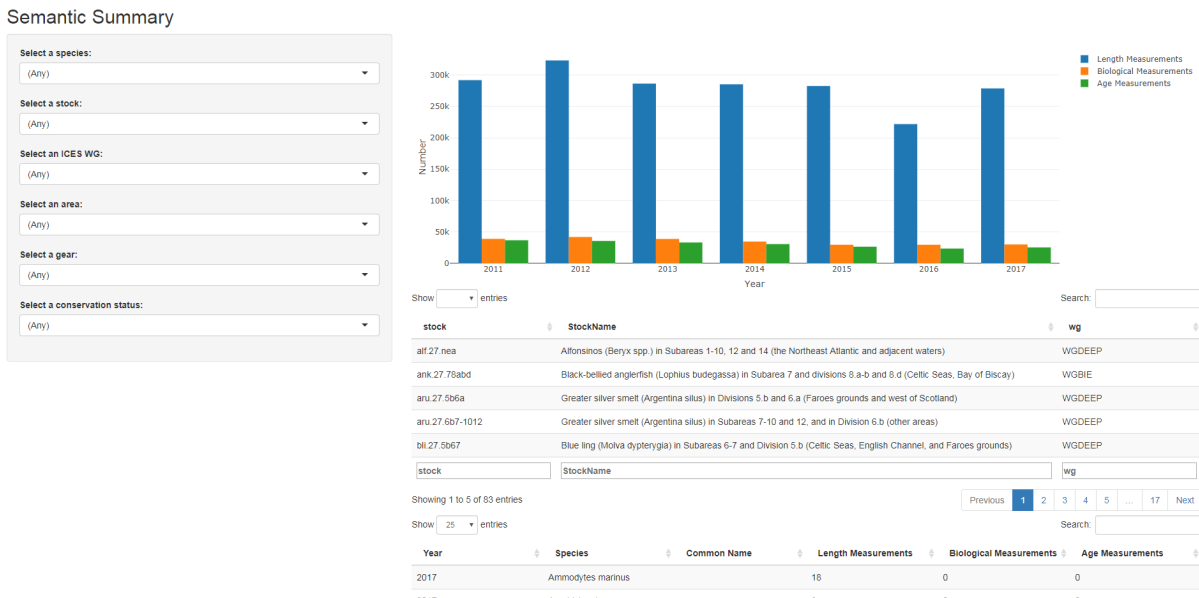 Semantic Summary
Select a species:
(Any)
Select a stock:
(Any)
Select an ICES WG:
(Any)
Select an area:
(Any)
Select a gear:
(Any)
Select a conservation status:
(Any)
Length Measurements
Biological Measurements
Age Measurements
300k
250k
200k
150k
100k
50k
0
Number
2011 2012 2013 2014 2015 2016 2017
Year
Show entries Search:
stock StockName wg
alf.27.nea Alfonsinos (Beryx spp.) in Subareas 1-10, 12 and 14 (the Northeast Atlantic and adjacent waters) WGDEEP
ank.27.78abd Black-bellied anglerfish (Lophius budegassa) in Subarea 7 and divisions 8.a-b and 8.d (Celtic Seas, Bay of Biscay) WGBIE
aru.27.5b6a Greater silver smelt (Argentina silus) in Divisions 5.b and 6.a (Faroes grounds and west of Scotland) WGDEEP
aru.27.6b7-1012 Greater silver smelt (Argentina silus) in Subareas 7-10 and 12, and in Division 6.b (other areas) WGDEEP
bli.27.5b67 Blue ling (Molva dypterygia) in Subareas 6-7 and Division 5.b (Celtic Seas, English Channel, and Faroes grounds) WGDEEP
stock StockName wg
Showing 1 to 5 of 83 entries Previous 1 2 3 4 5 ... 17 Next
Show 25 entries Search:
Year Species Common Name Length Measurements Biological Measurements Age Measurements
2017 Ammodytes marinus 18 0 0